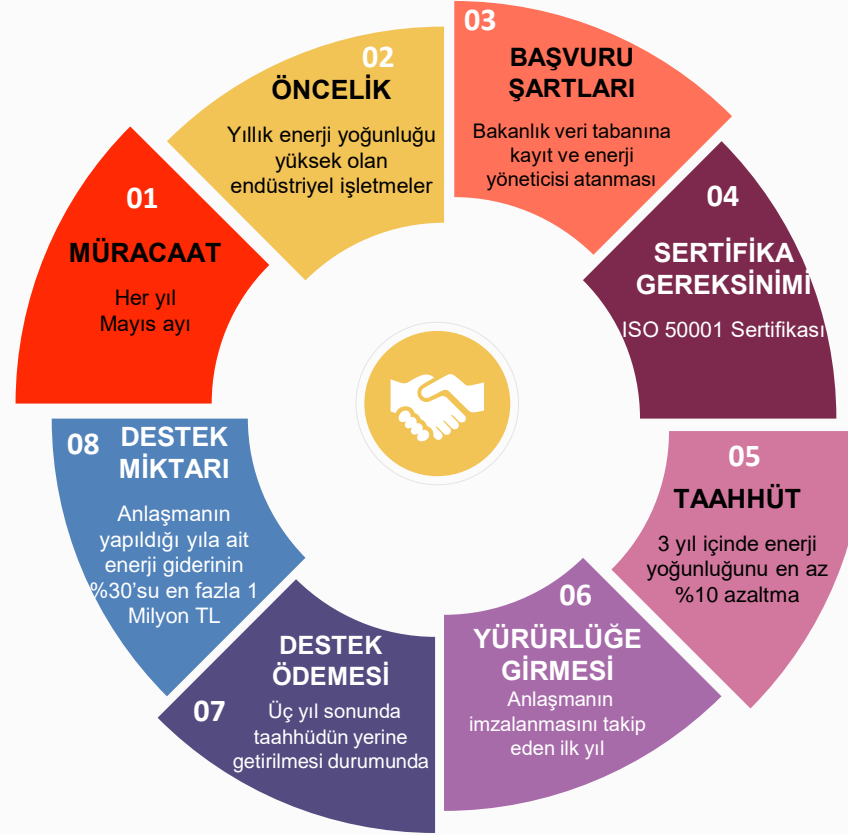 01
MÜRACAAT
Her yıl
Mayıs ayı
02
ÖNCELİK
Yıllık enerji yoğunluğu
yüksek olan
endüstriyel işletmeler
03
BAŞVURU
ŞARTLARI
Bakanlık veri tabanına
kayıt ve enerji
yöneticisi atanması
04
SERTİFİKA
GEREKSİNİMİ
ISO 50001 Sertifikası
05
TAAHHÜT
3 yıl içinde enerji
yoğunluğunu en az
%10 azaltma
06
YÜRÜRLÜĞE
GİRMESİ
Anlaşmanın
imzalanmasını takip
eden ilk yıl
07
DESTEK
ÖDEMESİ
Üç yıl sonunda
taahhüdün yerine
getirilmesi durumunda
08
DESTEK
MİKTARI
Anlaşmanın
yapıldığı yıla ait
enerji giderinin
%30’su en fazla 1
Milyon TL